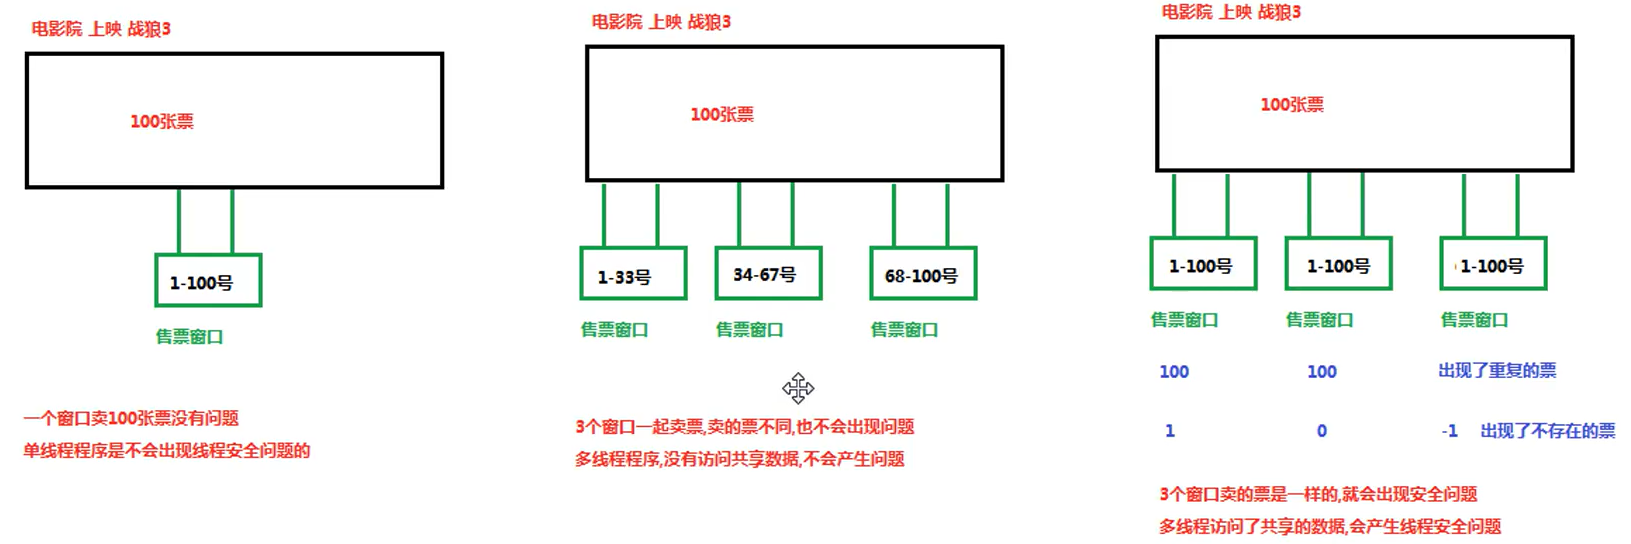 电影院 上映 战狼3
100张票
1-100号
售票窗口
一个窗口卖100张票没有问题
单线程程序是不会出现线程安全问题的
电影院 上映 战狼3
100张票
1-33号
34-67号
68-100号
售票窗口
售票窗口
售票窗口
3个窗口一起卖票,卖的票不同,也不会出现问题
多线程程序,没有访问共享数据,不会产生问题
电影院 上映 战狼3
100张票
1-100号
1-100号
1-100号
售票窗口
售票窗口
售票窗口
100 100 出现了重复的票
1 0 -1 出现了不存在的票
3个窗口卖的票是一样的,就会出现安全问题
多线程访问了共享的数据,会产生线程安全问题